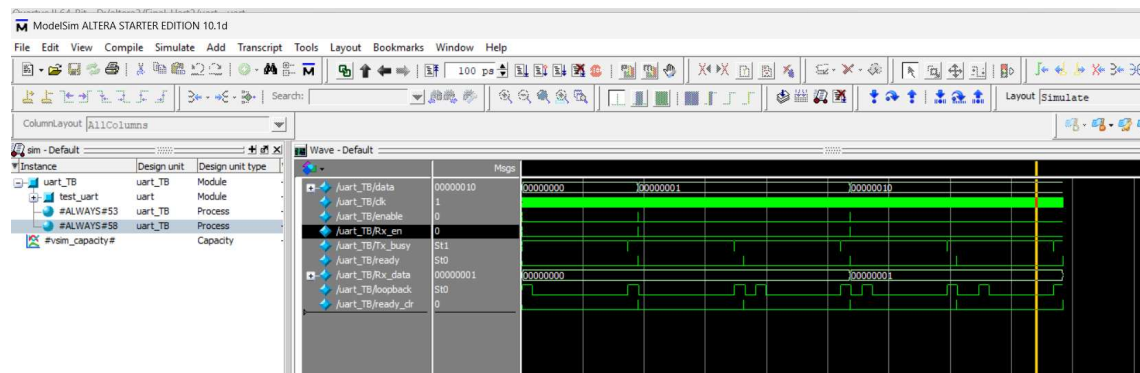 ModelSim ALTERA STARTER EDITION 10.1d
File Edit View Compile Simulate Add Transcript Tools Layout Bookmarks Window Help
100 ps
Search:
Layout Simulate
ColumnLayout AllColumns
sim - Default
Wave - Default
Instance Design unit Design unit type
Msgs
uart_TB uart_TB Module
test_uart uart Module
#ALWAYS#53 uart_TB Process
#ALWAYS#58 uart_TB Process
#vsim_capacity# Capacity
/uart_TB/data 00000010 00000000 00000001 00000010
/uart_TB/clk 1
/uart_TB/enable 0
/uart_TB/Rx_en 0
/uart_TB/Tx_busy St1
/uart_TB/ready St0
/uart_TB/Rx_data 00000001 00000000 00000001
/uart_TB/loopback St0
/uart_TB/ready_clr 0